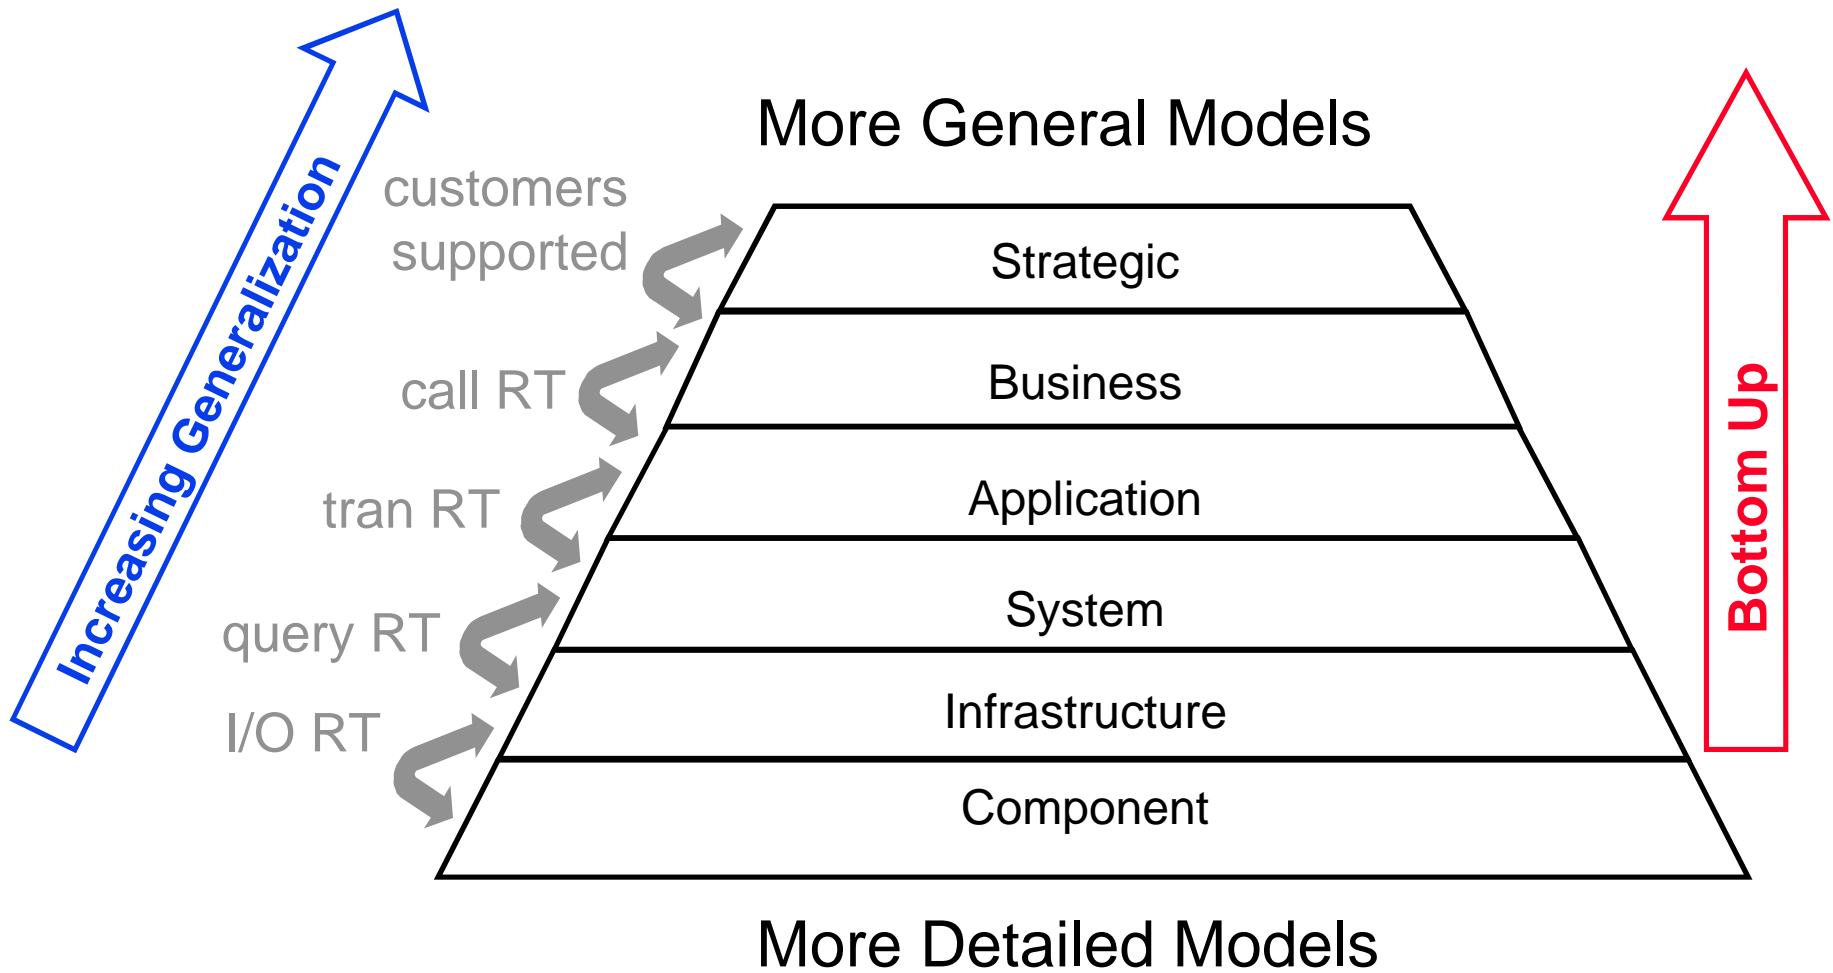 More General Models
Increasing Generalization
customers
supported
call RT
tran RT
query RT
I/O RT
Strategic
Business
Application
System
Infrastructure
Component
Bottom Up
More Detailed Models